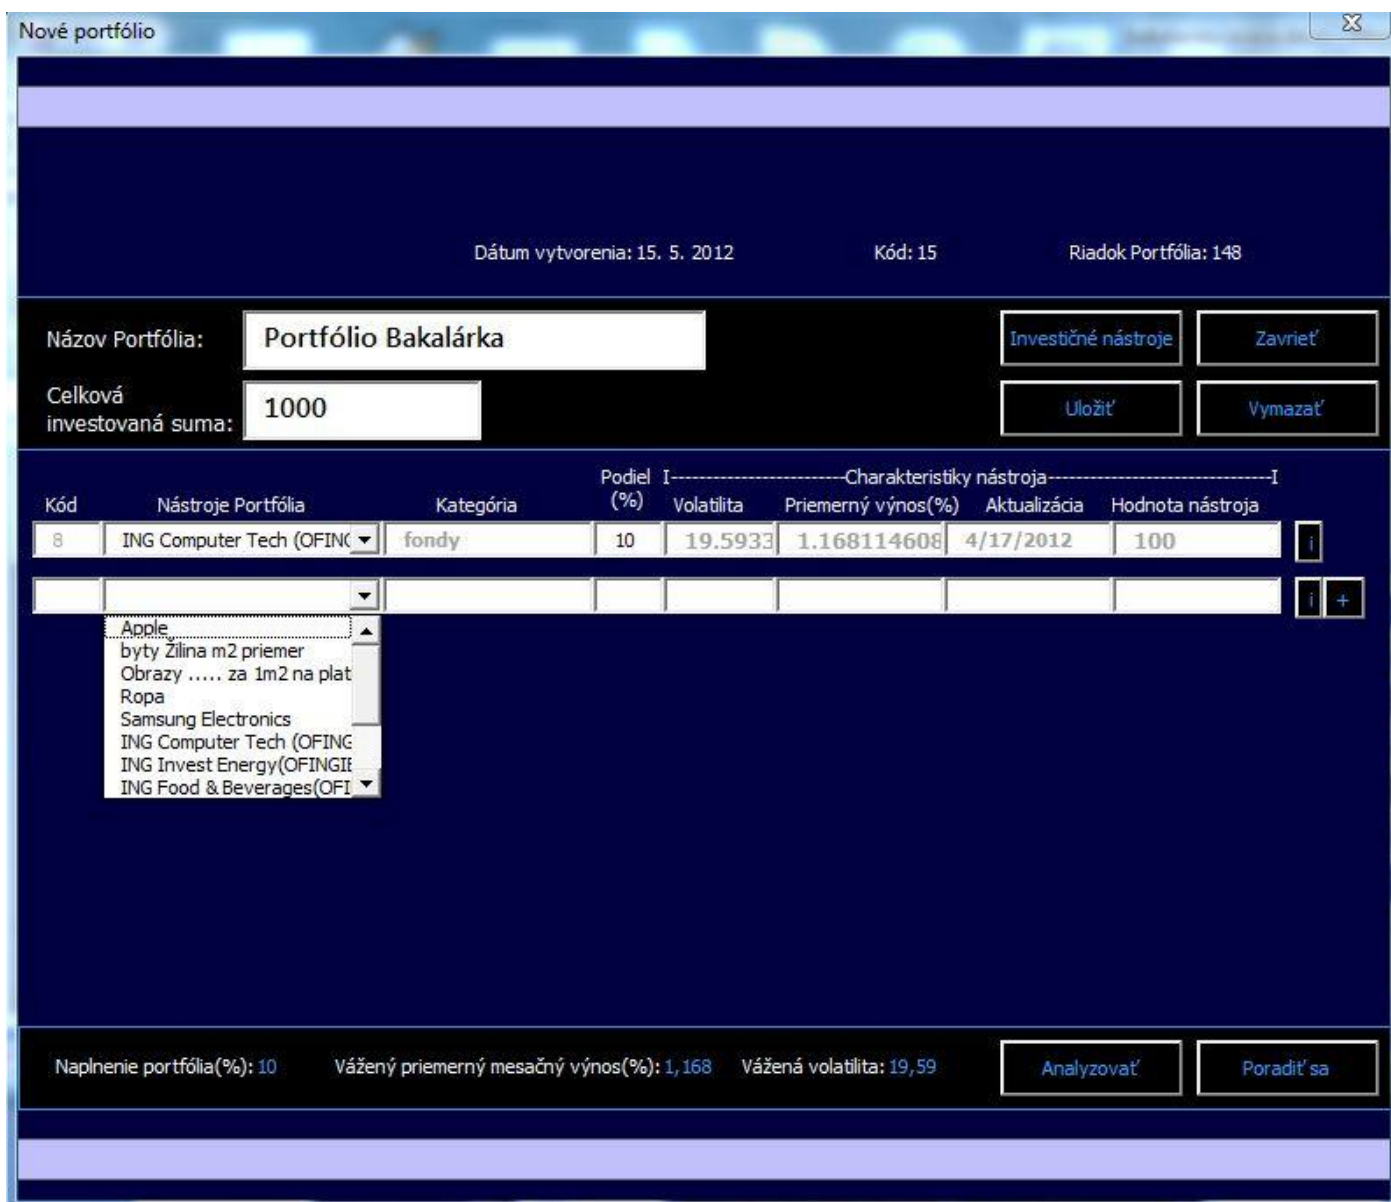 Nové portfólio
Dátum vytvorenia: 15. 5. 2012 Kód: 15 Riadok Portfólia: 148
Názov Portfólia: Portfólio Bakalárka Investičné nástroje Zavrieť
Celková
investovaná suma: 1000 Uložiť Vymazať
Podiel I------------------------Charakteristiky nástroja-------------------------------I
Kód Nástroje Portfólia Kategória (%) Volatilita Priemerný výnos(%) Aktualizácia Hodnota nástroja
8 ING Computer Tech (OFING fondy 10 19.5933 1.168114608 4/17/2012 100 i
i +
Apple
byty Žilina m2 priemer
Obrazy ..... za 1m2 na plat
Ropa
Samsung Electronics
ING Computer Tech (OFING
ING Invest Energy(OFINGIE
ING Food & Beverages(OFI
Naplnenie portfólia(%): 10 Vážený priemerný mesačný výnos(%): 1,168 Vážená volatilita: 19,59 Analyzovať Poradiť sa